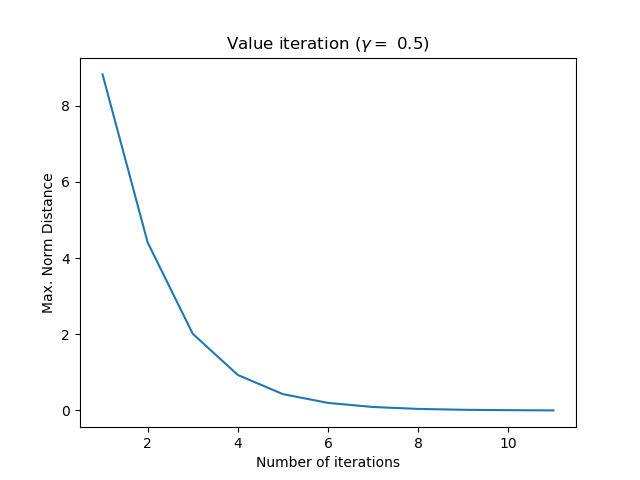 Value iteration (γ = 0.5)
Max. Norm Distance
8
6
4
2
0
2 4 6 8 10
Number of iterations